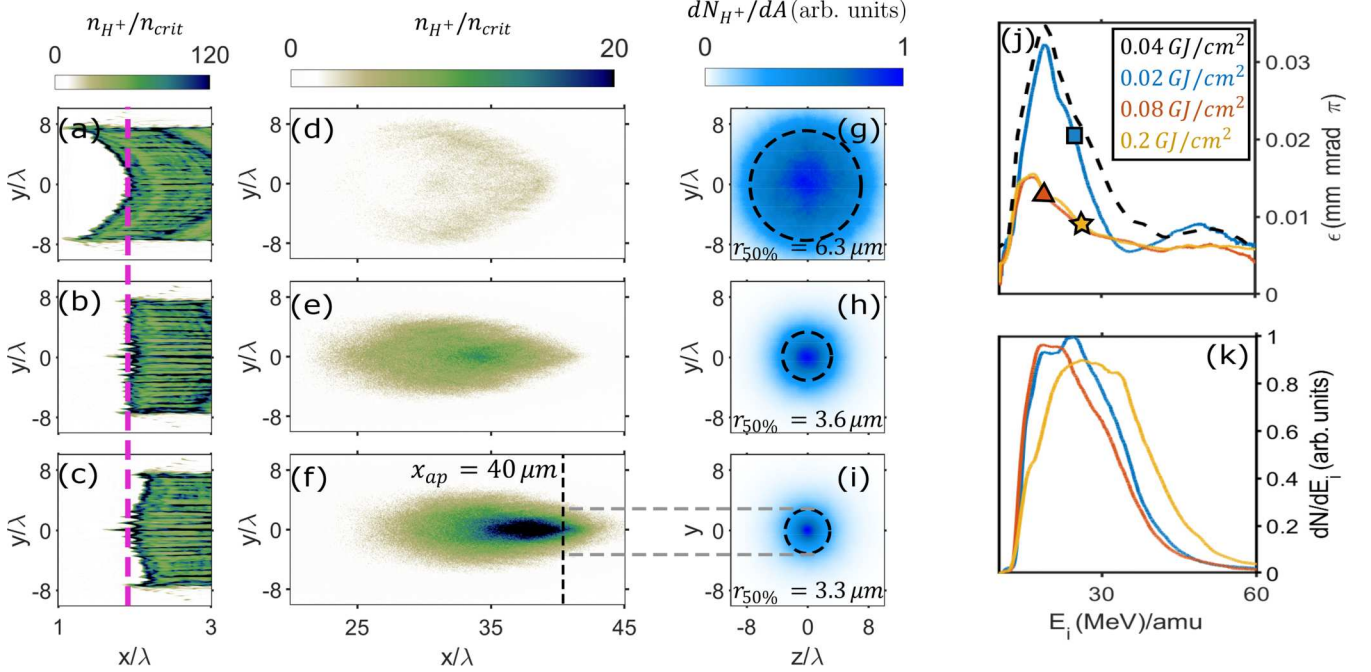 n_{H^+}/n_{crit}
0 120
n_{H^+}/n_{crit}
0 20
dN_{H^+}/dA (arb. units)
0 1
(a)
8
0
-8
y/λ
(d)
8
0
-8
y/λ
(g)
8
0
-8
y/λ
r_{50%} = 6.3 μm
(b)
8
0
-8
y/λ
(e)
8
0
-8
y/λ
(h)
8
0
-8
y/λ
r_{50%} = 3.6 μm
(c)
8
0
-8
y/λ
1 3
x/λ
(f)
x_{ap} = 40 μm
8
0
-8
y/λ
25 35 45
x/λ
(i)
8
0
-8
y
r_{50%} = 3.3 μm
-8 0 8
z/λ
(j)
0.04 GJ/cm²
0.02 GJ/cm²
0.08 GJ/cm²
0.2 GJ/cm²
0.03
0.02
0.01
0
ϵ (mm mrad π)
30 60
(k)
1
0.8
0.6
0.4
0.2
0
dN/dE_i (arb. units)
30 60
E_i (MeV)/amu